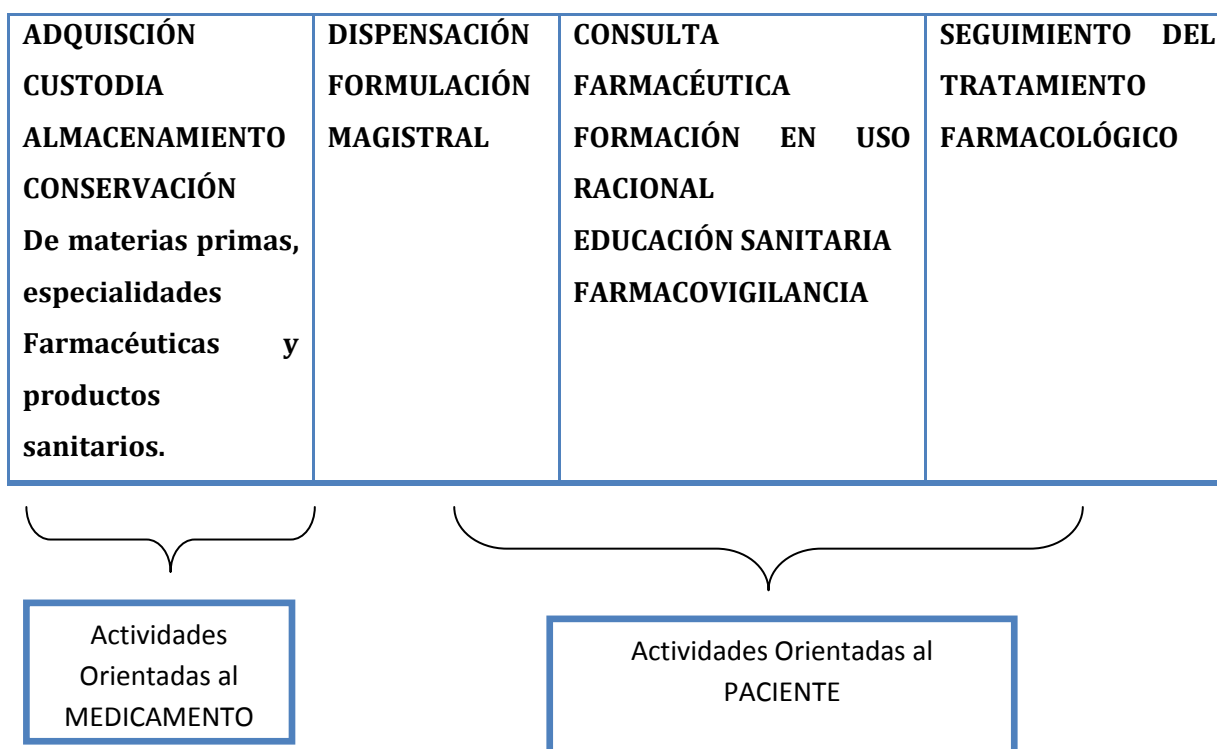 ADQUISCIÓN
CUSTODIA
ALMACENAMIENTO
CONSERVACIÓN
De materias primas,
especialidades
Farmacéuticas y
productos
sanitarios.
DISPENSACIÓN
FORMULACIÓN
MAGISTRAL
CONSULTA
FARMACÉUTICA
FORMACIÓN EN USO
RACIONAL
EDUCACIÓN SANITARIA
FARMACOVIGILANCIA
SEGUIMIENTO DEL
TRATAMIENTO
FARMACOLÓGICO
Actividades
Orientadas al
MEDICAMENTO
Actividades Orientadas al
PACIENTE